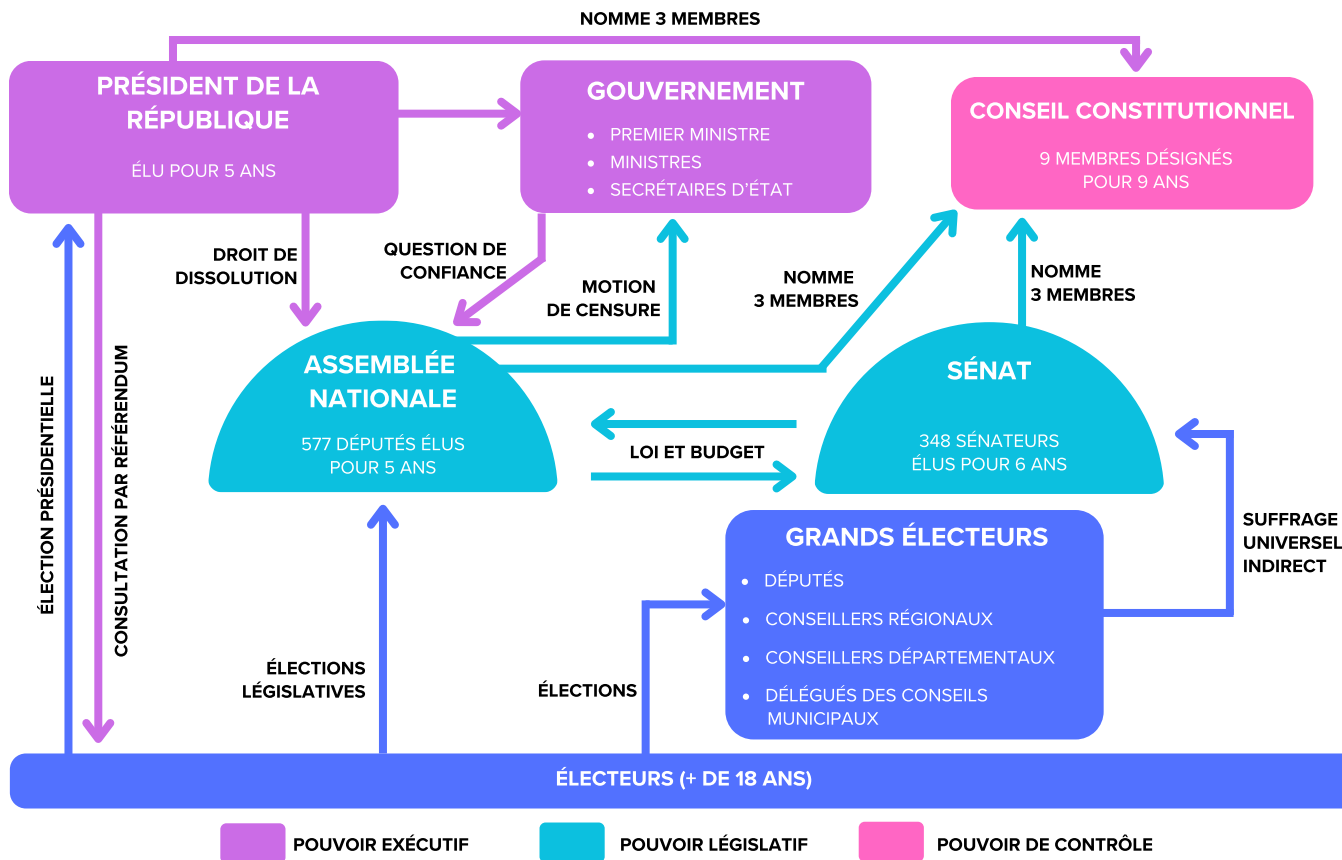 NOMME 3 MEMBRES
PRÉSIDENT DE LA
RÉPUBLIQUE
ÉLU POUR 5 ANS
GOUVERNEMENT
• PREMIER MINISTRE
• MINISTRES
• SECRÉTAIRES D'ÉTAT
CONSEIL CONSTITUTIONNEL
9 MEMBRES DÉSIGNÉS
POUR 9 ANS
DROIT DE
DISSOLUTION
QUESTION DE
CONFIANCE
MOTION
DE CENSURE
NOMME
3 MEMBRES
NOMME
3 MEMBRES
ÉLECTION PRÉSIDENTIELLE
CONSULTATION PAR RÉFÉRENDUM
ASSEMBLÉE
NATIONALE
577 DÉPUTÉS ÉLUS
POUR 5 ANS
LOI ET BUDGET
SÉNAT
348 SÉNATEURS
ÉLUS POUR 6 ANS
GRANDS ÉLECTEURS
• DÉPUTÉS
• CONSEILLERS RÉGIONAUX
• CONSEILLERS DÉPARTEMENTAUX
• DÉLÉGUÉS DES CONSEILS
MUNICIPAUX
SUFFRAGE
UNIVERSEL
INDIRECT
ÉLECTIONS
LÉGISLATIVES
ÉLECTIONS
ÉLECTEURS (+ DE 18 ANS)
POUVOIR EXÉCUTIF
POUVOIR LÉGISLATIF
POUVOIR DE CONTRÔLE